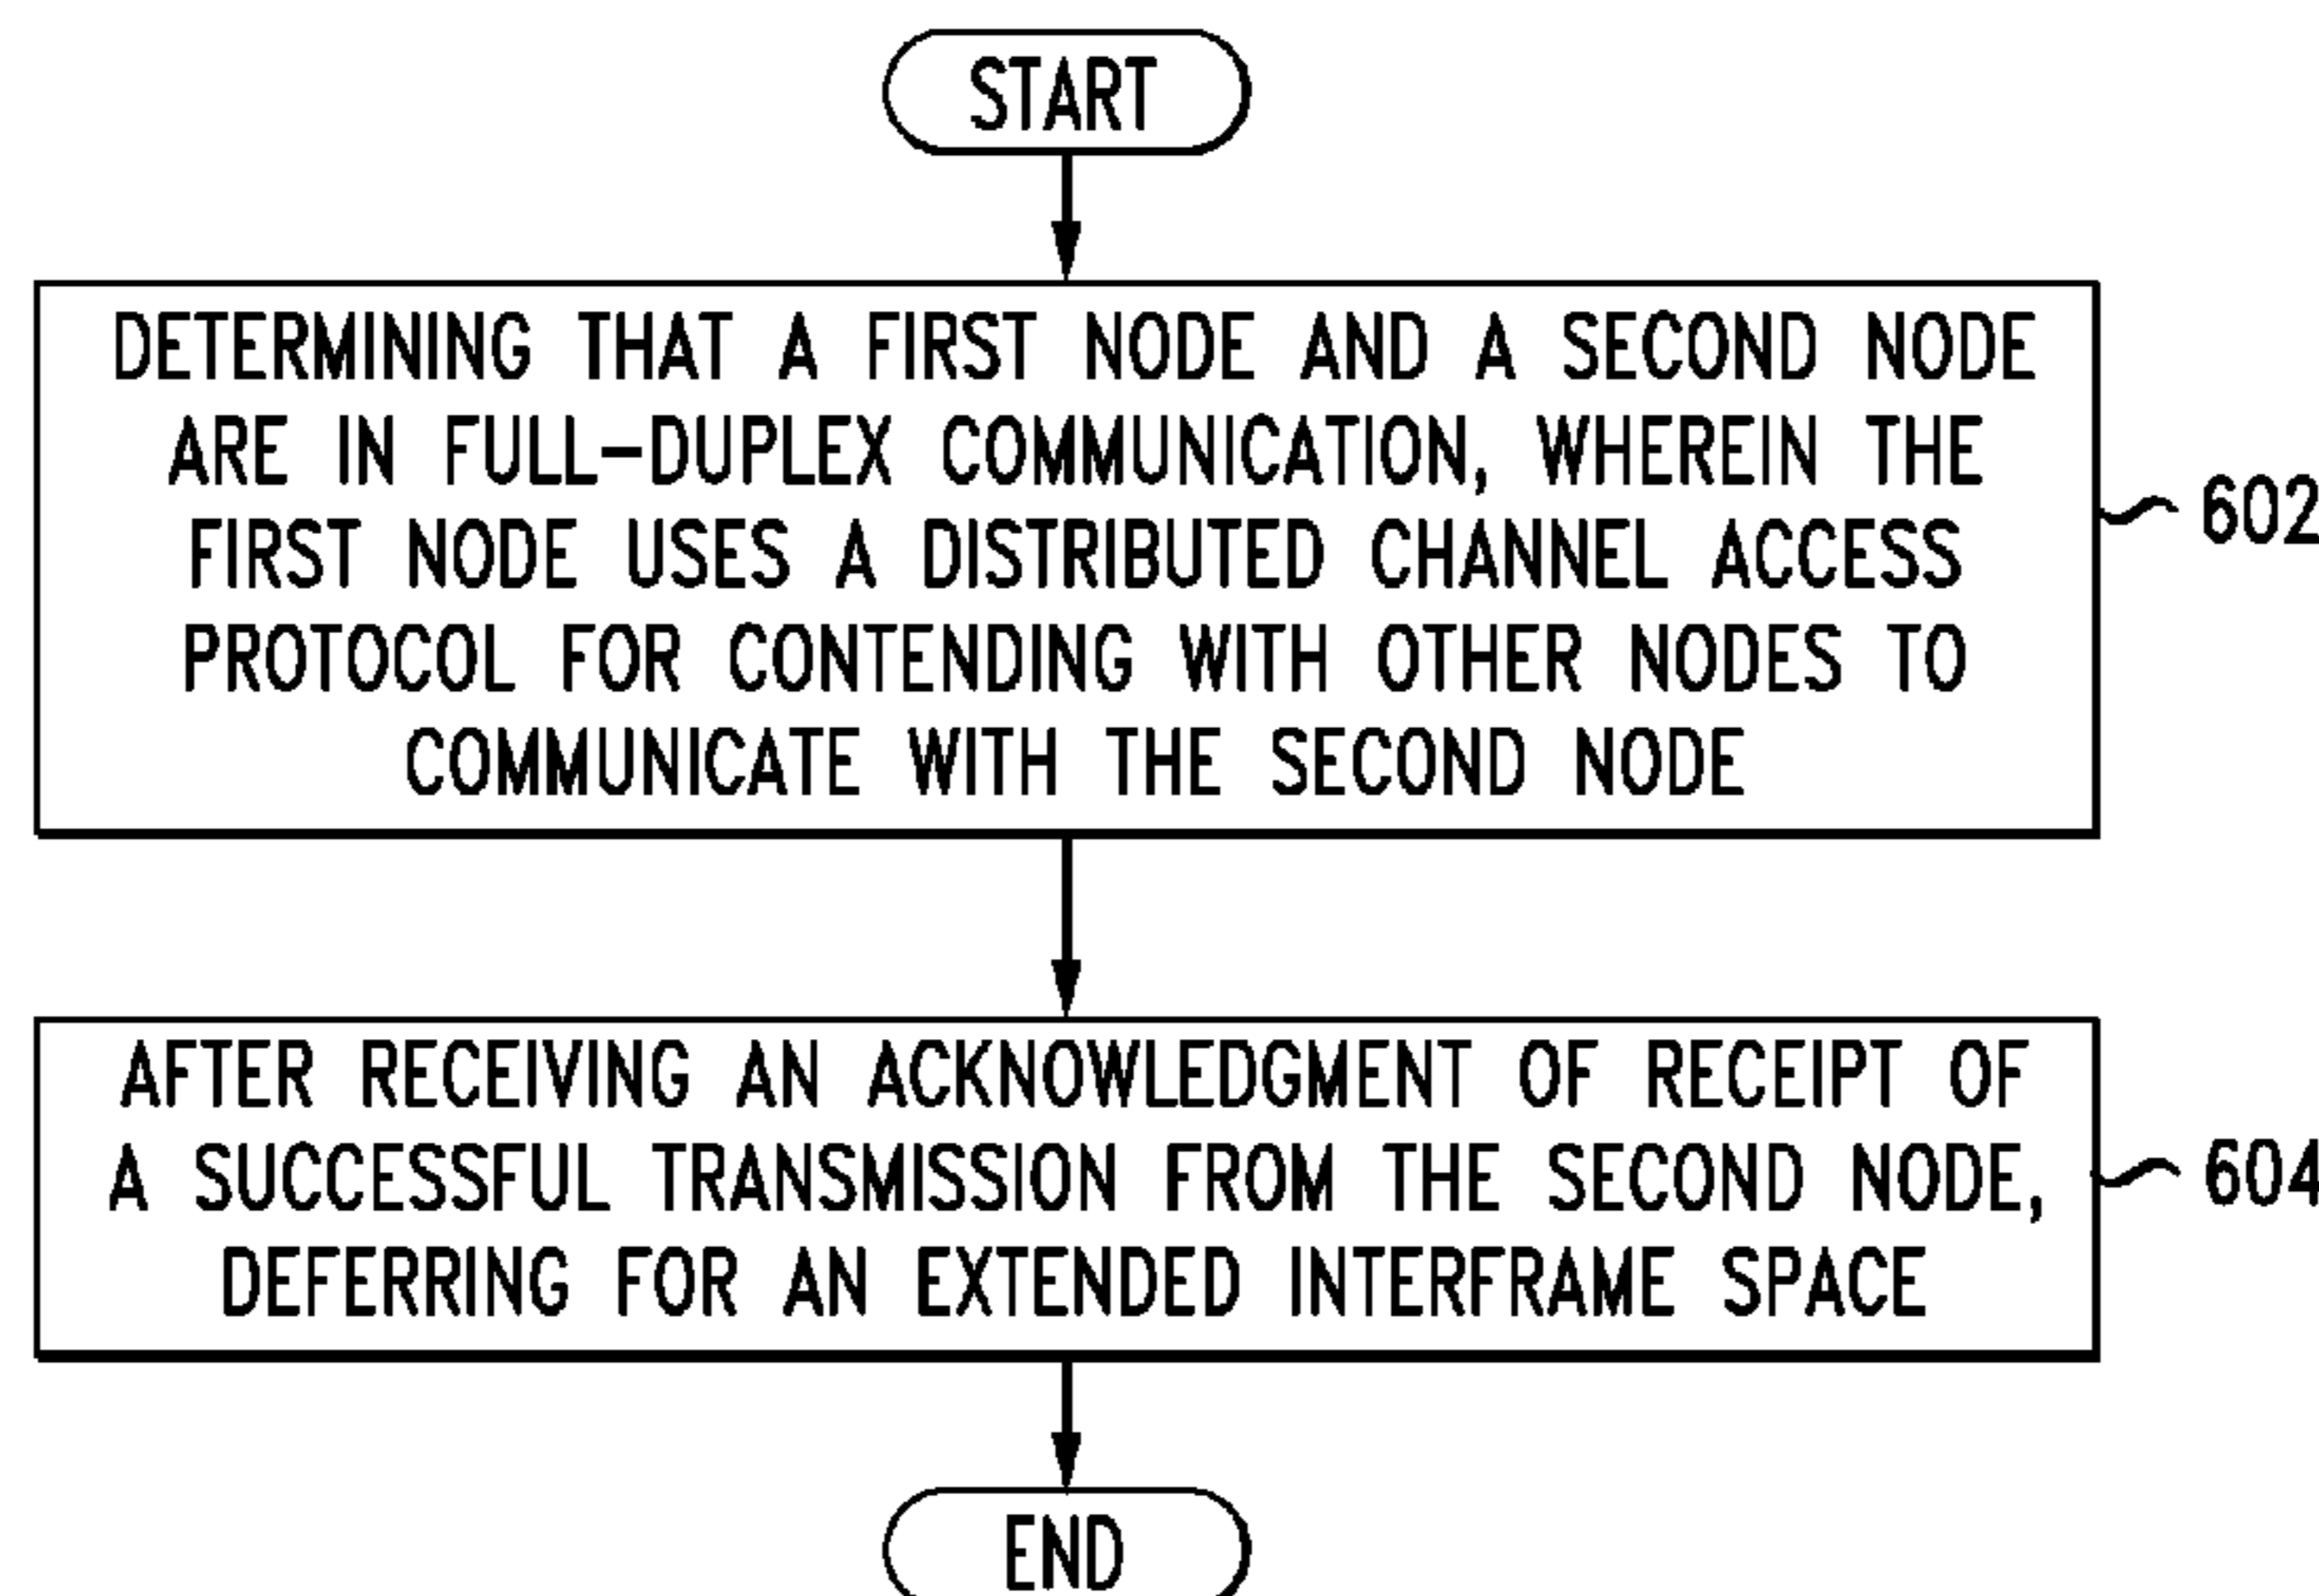 START
DETERMINING THAT A FIRST NODE AND A SECOND NODE
ARE IN FULL-DUPLEX COMMUNICATION, WHEREIN THE
FIRST NODE USES A DISTRIBUTED CHANNEL ACCESS
PROTOCOL FOR CONTENDING WITH OTHER NODES TO
COMMUNICATE WITH THE SECOND NODE
602
AFTER RECEIVING AN ACKNOWLEDGMENT OF RECEIPT OF
A SUCCESSFUL TRANSMISSION FROM THE SECOND NODE,
DEFERRING FOR AN EXTENDED INTERFRAME SPACE
604
END